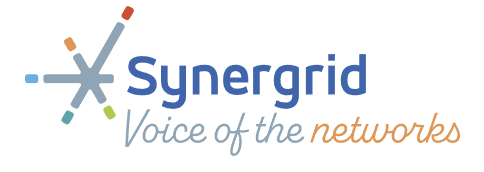 Synergrid
Voice of the networks